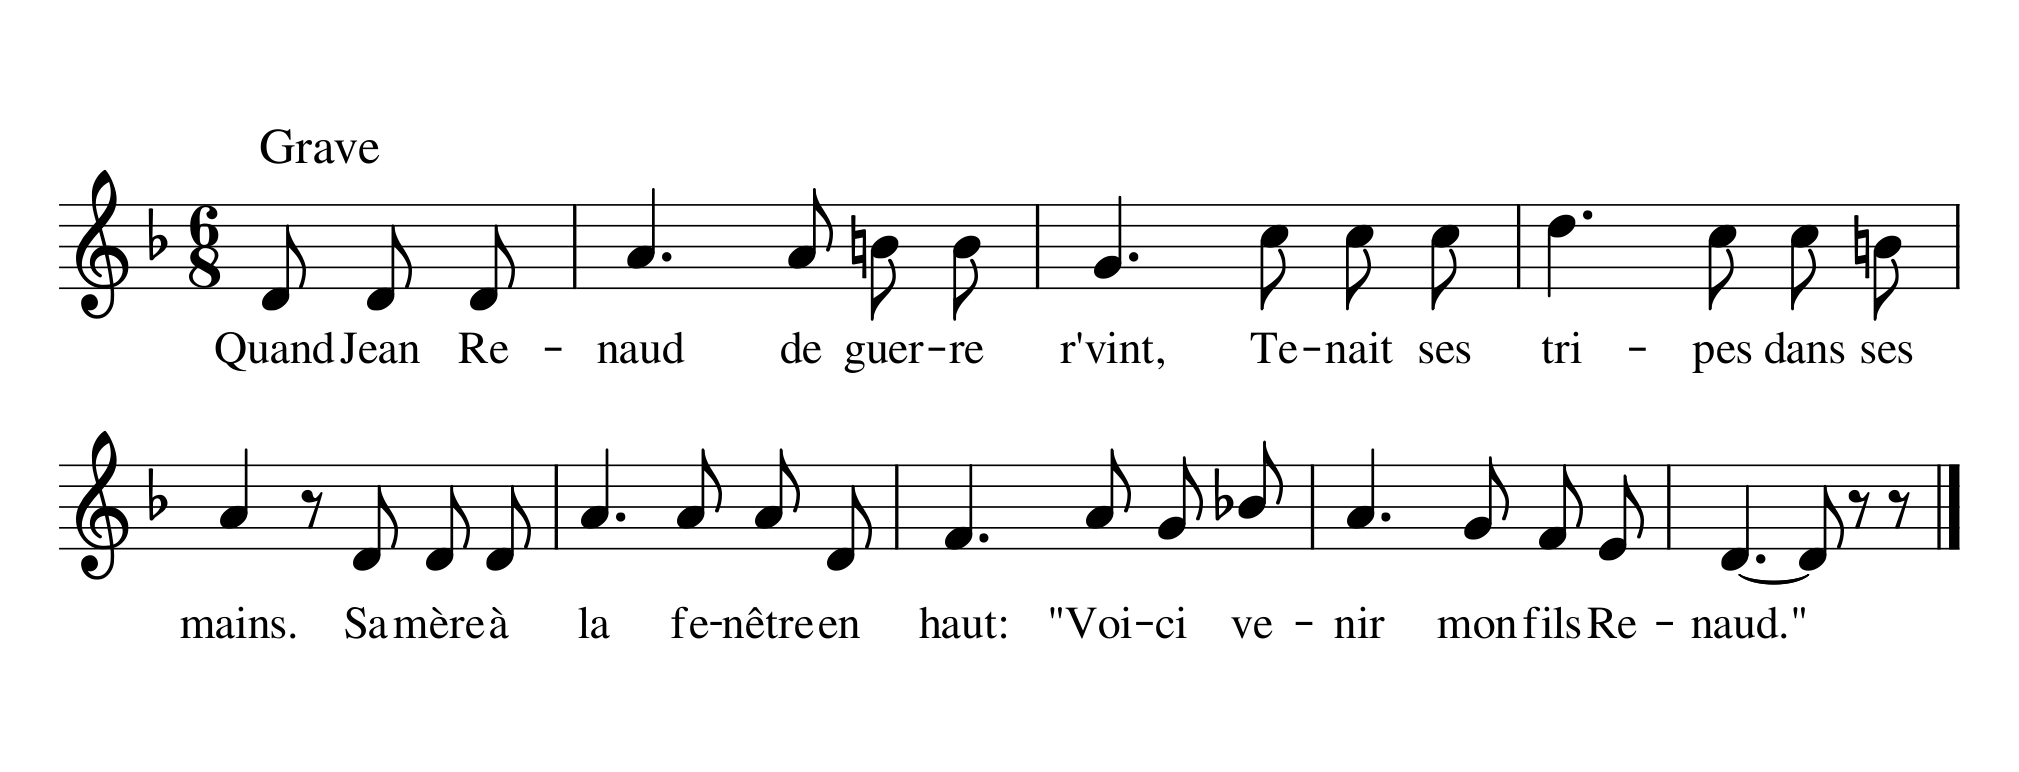 Grave
6
8
Quand Jean Re - naud de guer-re r'vint, Te-nait ses tri - pes dans ses
mains. Sa mère à la fe-nêtre en haut: "Voi-ci ve - nir mon fils Re - naud."